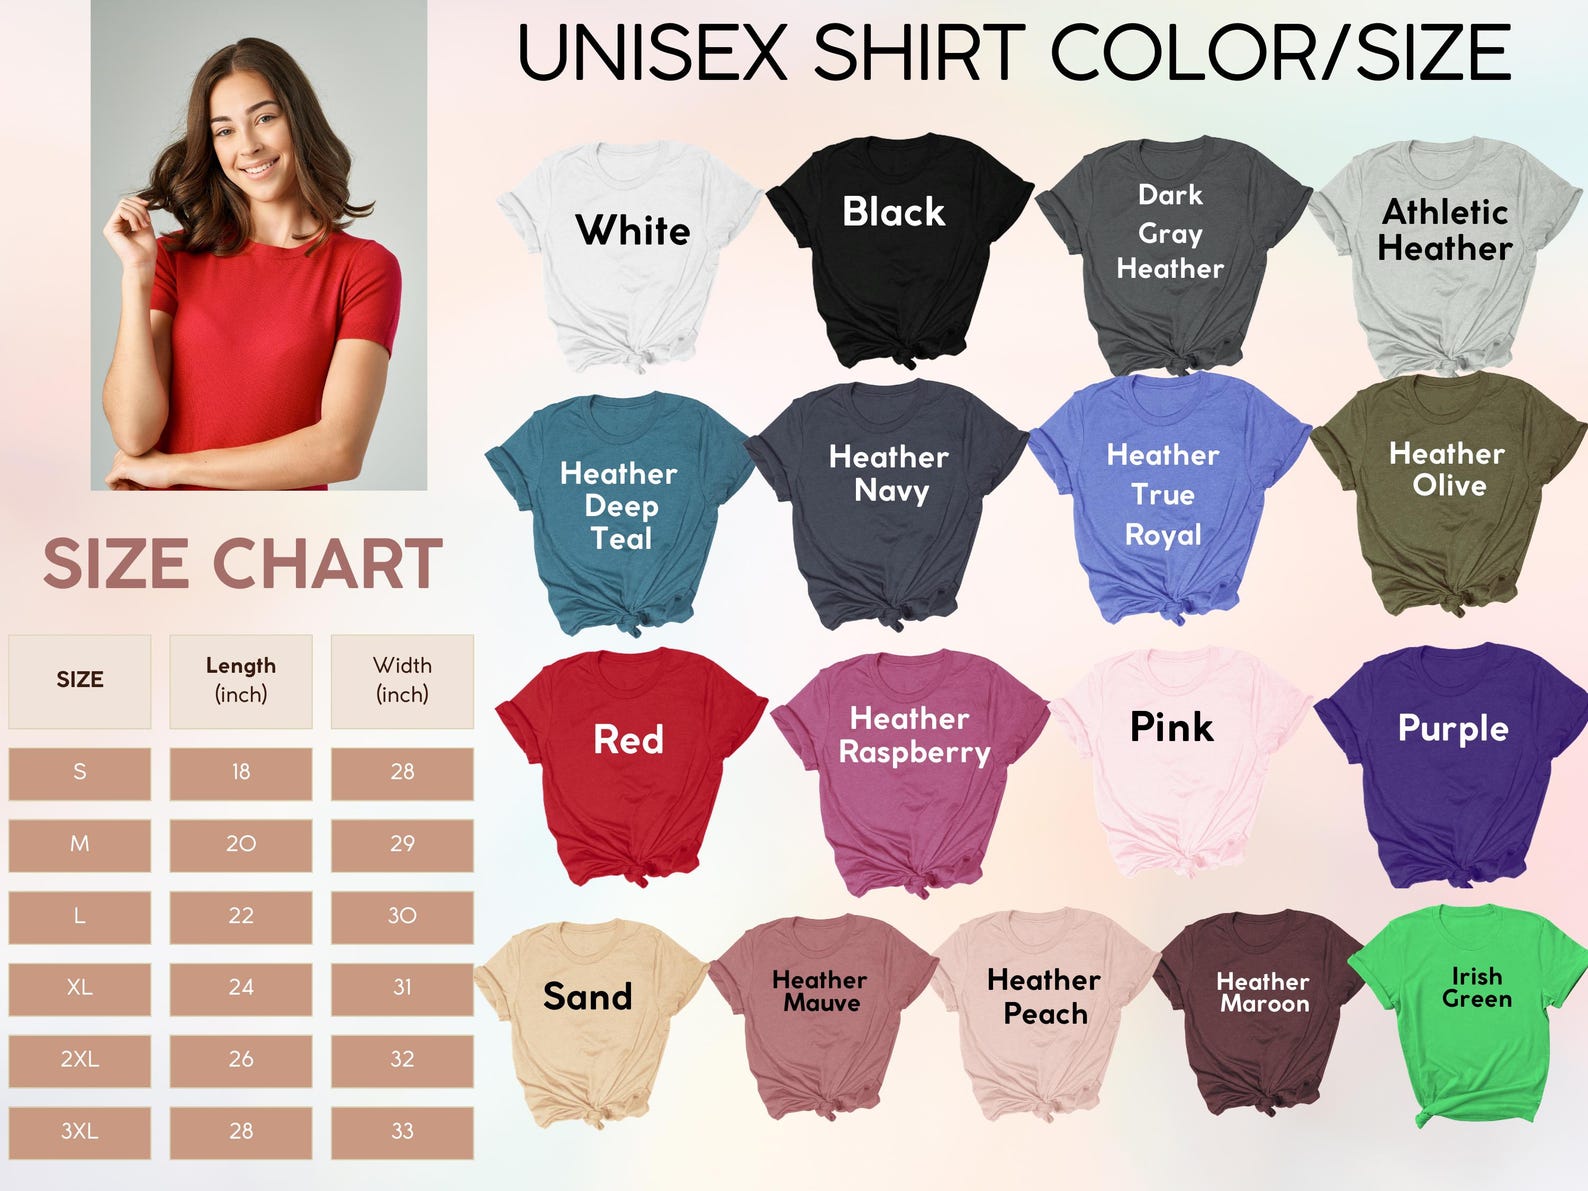 UNISEX SHIRT COLOR/SIZE
White
Black
Dark
Gray
Heather
Athletic
Heather
Heather
Deep
Teal
Heather
Navy
Heather
True
Royal
Heather
Olive
Red
Heather
Raspberry
Pink
Purple
Sand
Heather
Mauve
Heather
Peach
Heather
Maroon
Irish
Green
SIZE CHART
SIZE Length (inch) Width (inch)
S 18 28
M 20 29
L 22 30
XL 24 31
2XL 26 32
3XL 28 33